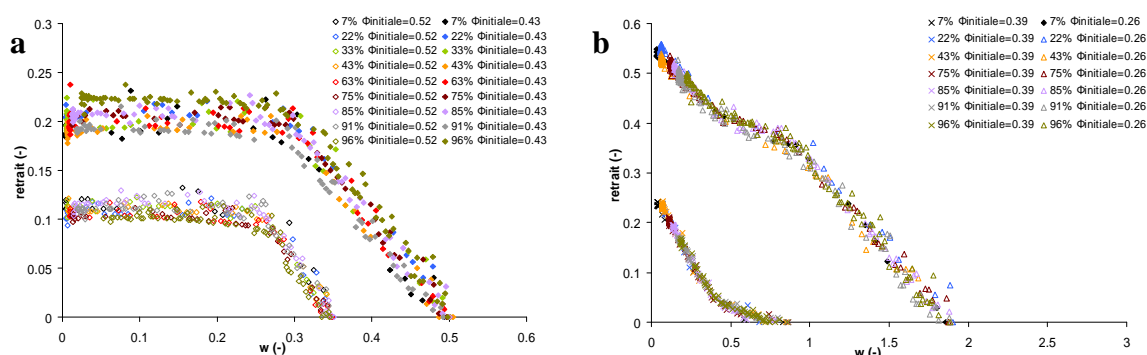 a
retrait (-)
0.3
0.25
0.2
0.15
0.1
0.05
0
0 0.1 0.2 0.3 0.4 0.5 0.6
w (-)
7% Φinitiale=0.52 7% Φinitiale=0.43
22% Φinitiale=0.52 22% Φinitiale=0.43
33% Φinitiale=0.52 33% Φinitiale=0.43
43% Φinitiale=0.52 43% Φinitiale=0.43
63% Φinitiale=0.52 63% Φinitiale=0.43
75% Φinitiale=0.52 75% Φinitiale=0.43
85% Φinitiale=0.52 85% Φinitiale=0.43
91% Φinitiale=0.52 91% Φinitiale=0.43
96% Φinitiale=0.52 96% Φinitiale=0.43
b
retrait (-)
0.6
0.5
0.4
0.3
0.2
0.1
0
0 0.5 1 1.5 2 2.5 3
w (-)
7% Φinitiale=0.39 7% Φinitiale=0.26
22% Φinitiale=0.39 22% Φinitiale=0.26
43% Φinitiale=0.39 43% Φinitiale=0.26
75% Φinitiale=0.39 75% Φinitiale=0.26
85% Φinitiale=0.39 85% Φinitiale=0.26
91% Φinitiale=0.39 91% Φinitiale=0.26
96% Φinitiale=0.39 96% Φinitiale=0.26